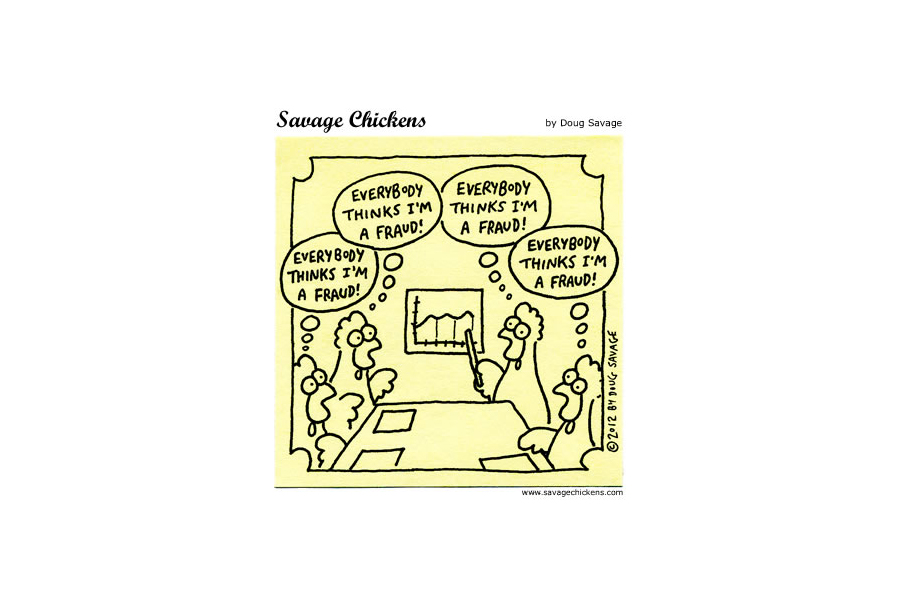 Savage Chickens
by Doug Savage
EVERYBODY
THINKS I'M
A FRAUD!
EVERYBODY
THINKS I'M
A FRAUD!
EVERYBODY
THINKS I'M
A FRAUD!
EVERYBODY
THINKS I'M
A FRAUD!
©2012 BY DOUG SAVAGE
www.savagechickens.com